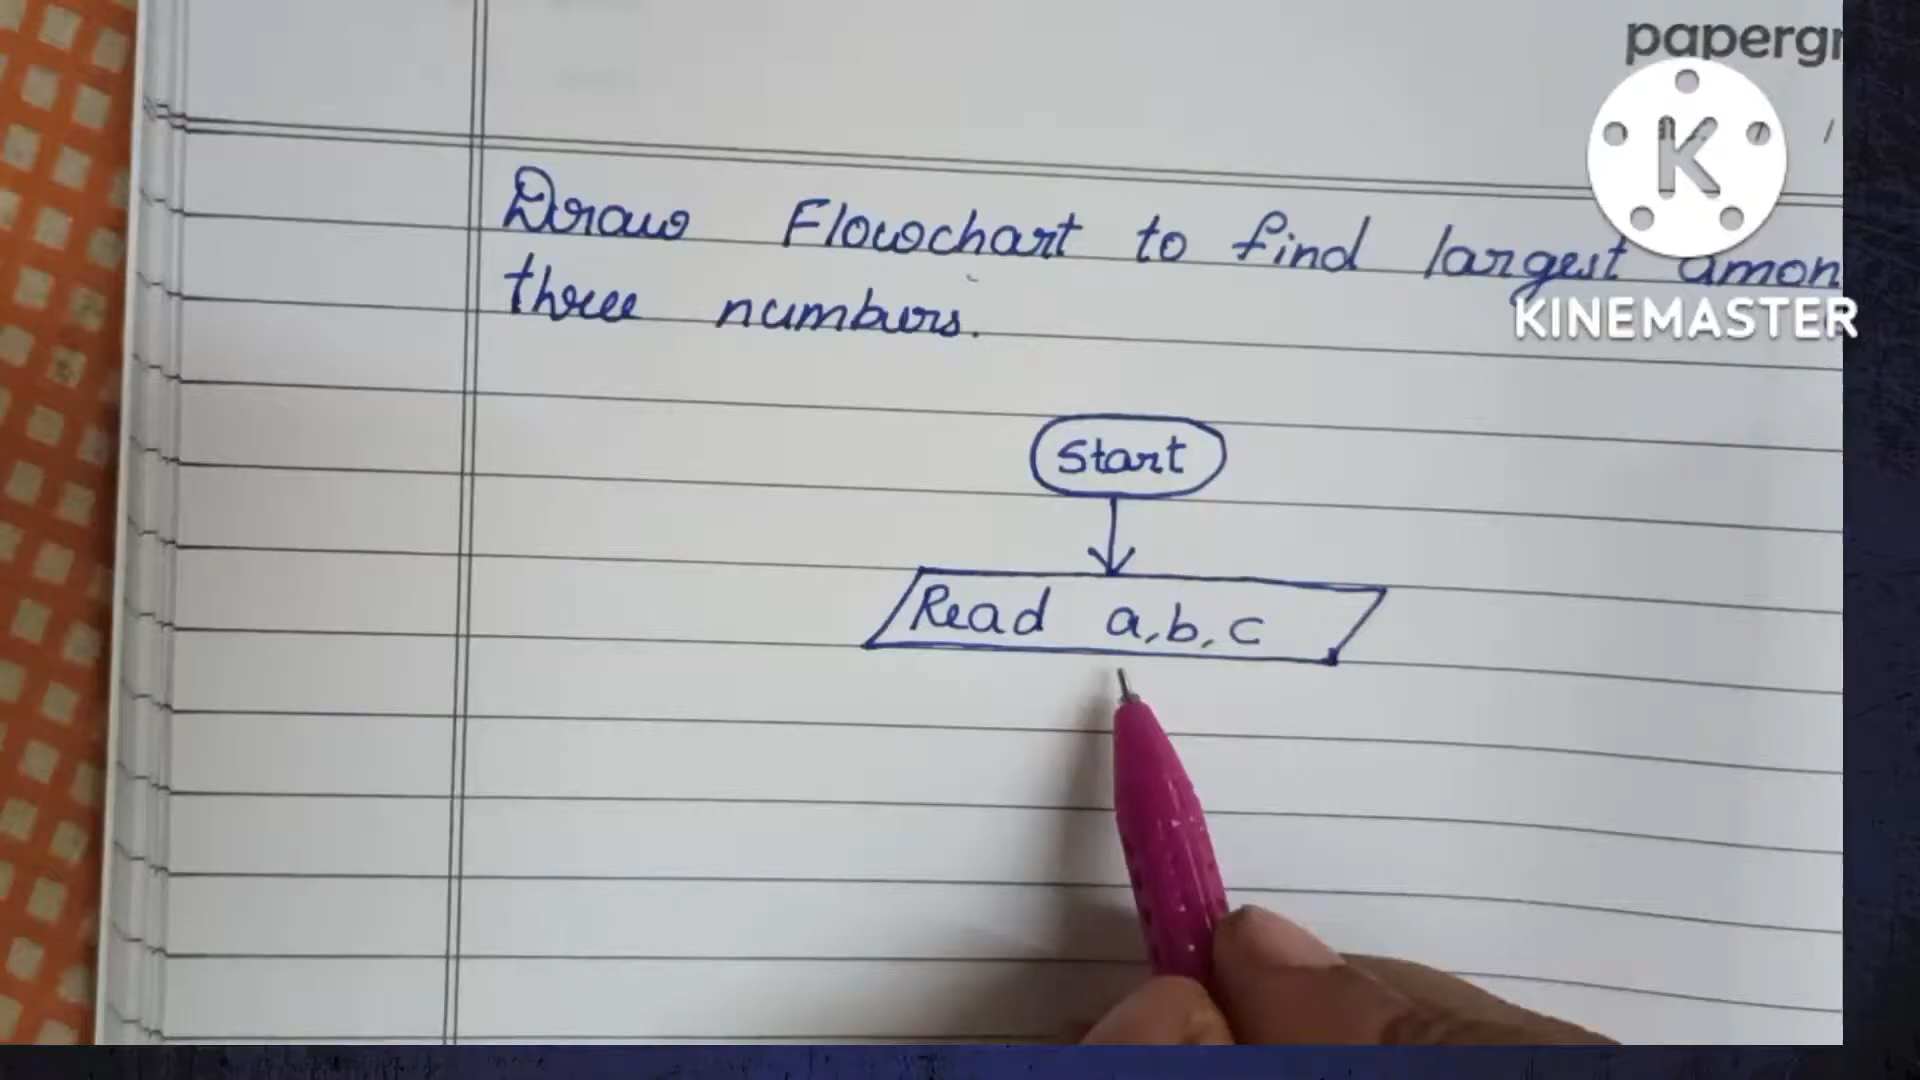 papergr
Draw Flowchart to find largest amon
three numbers.
KINEMASTER
Start
Read a, b, c